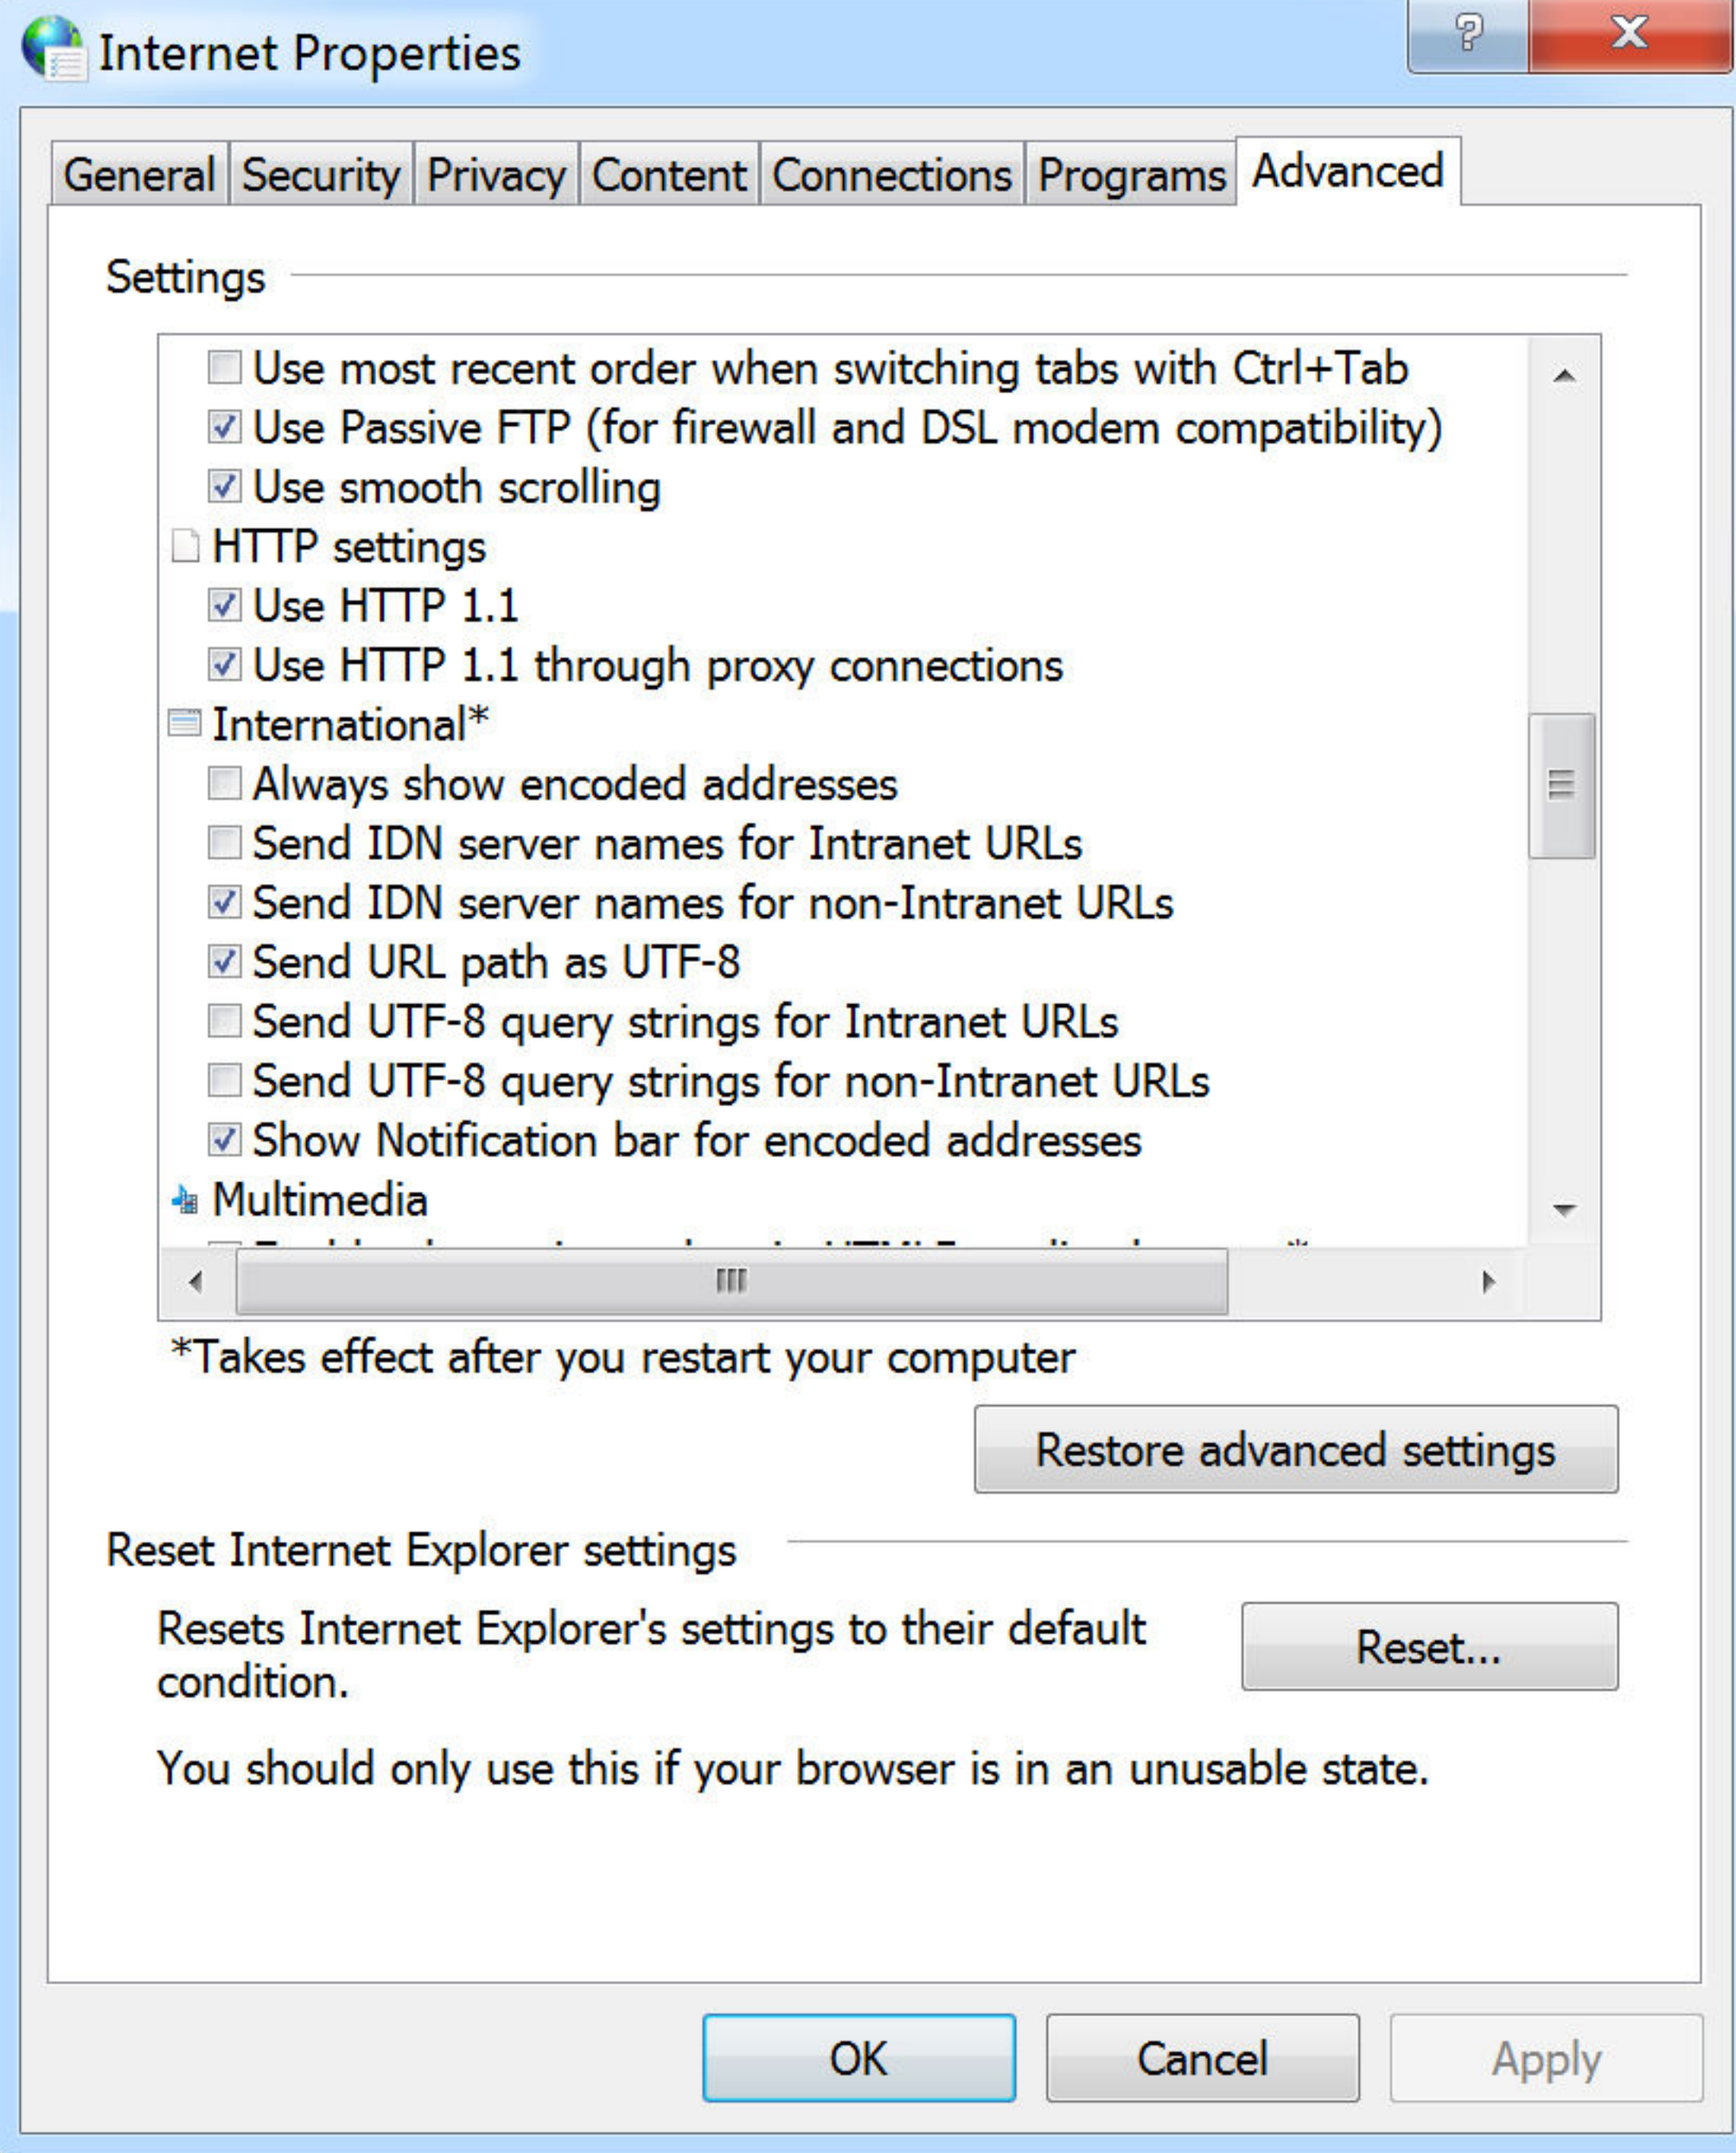 Internet Properties
General Security Privacy Content Connections Programs Advanced
Settings
Use most recent order when switching tabs with Ctrl+Tab
Use Passive FTP (for firewall and DSL modem compatibility)
Use smooth scrolling
HTTP settings
Use HTTP 1.1
Use HTTP 1.1 through proxy connections
International*
Always show encoded addresses
Send IDN server names for Intranet URLs
Send IDN server names for non-Intranet URLs
Send URL path as UTF-8
Send UTF-8 query strings for Intranet URLs
Send UTF-8 query strings for non-Intranet URLs
Show Notification bar for encoded addresses
Multimedia
*Takes effect after you restart your computer
Restore advanced settings
Reset Internet Explorer settings
Resets Internet Explorer's settings to their default
condition.
Reset...
You should only use this if your browser is in an unusable state.
OK Cancel Apply